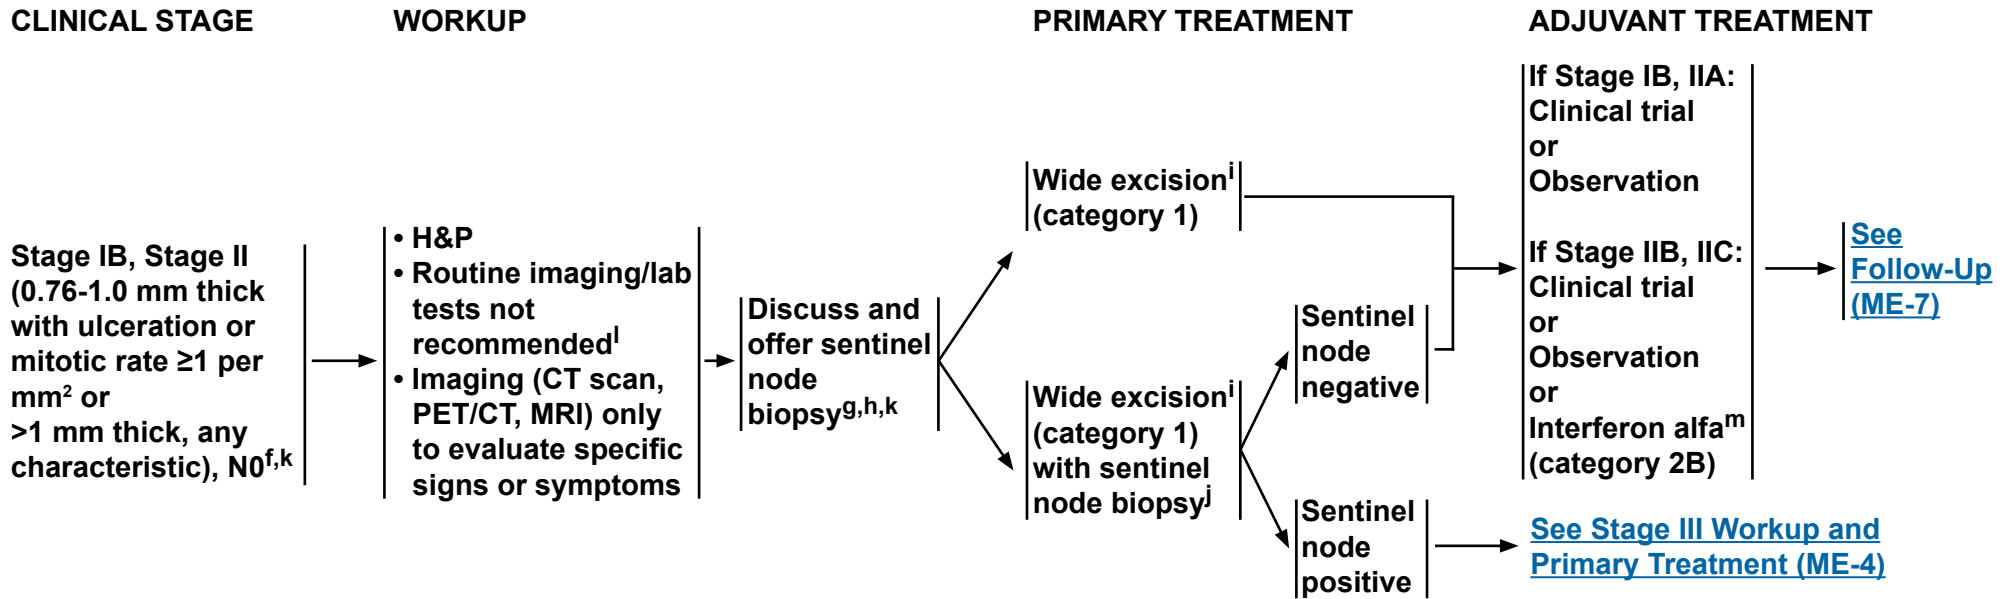 CLINICAL STAGE
WORKUP
PRIMARY TREATMENT
ADJUVANT TREATMENT
Stage IB, Stage II
(0.76-1.0 mm thick
with ulceration or
mitotic rate ≥1 per
mm² or
>1 mm thick, any
characteristic), N0f,k
• H&P
• Routine imaging/lab
tests not
recommendedl
• Imaging (CT scan,
PET/CT, MRI) only
to evaluate specific
signs or symptoms
Discuss and
offer sentinel
node
biopsyg,h,k
Wide excisioni
(category 1)
Wide excisioni
(category 1)
with sentinel
node biopsyj
Sentinel
node
negative
Sentinel
node
positive
If Stage IB, IIA:
Clinical trial
or
Observation
If Stage IIB, IIC:
Clinical trial
or
Observation
or
Interferon alfam
(category 2B)
See Stage III Workup and
Primary Treatment (ME-4)
See
Follow-Up
(ME-7)